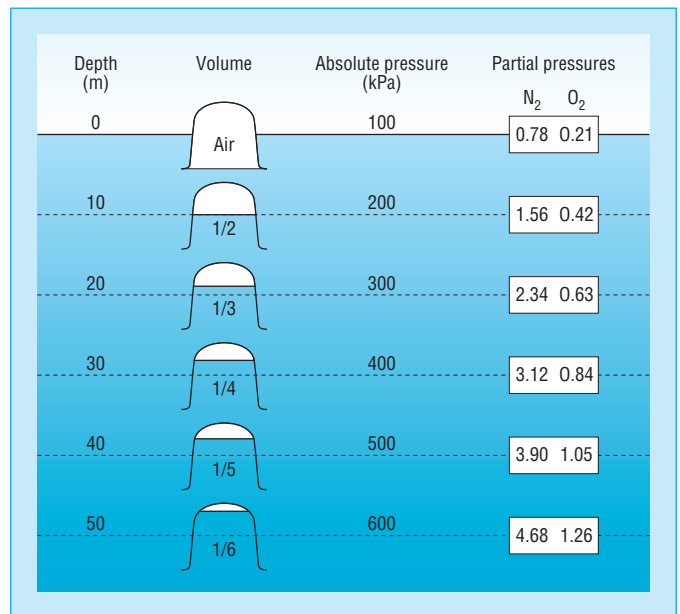 Depth Volume Absolute pressure Partial pressures
(m) (kPa)
N₂ O₂
0 100
Air 0.78 0.21
10 200
1/2 1.56 0.42
20 300
1/3 2.34 0.63
30 400
1/4 3.12 0.84
40 500
1/5 3.90 1.05
50 600
1/6 4.68 1.26